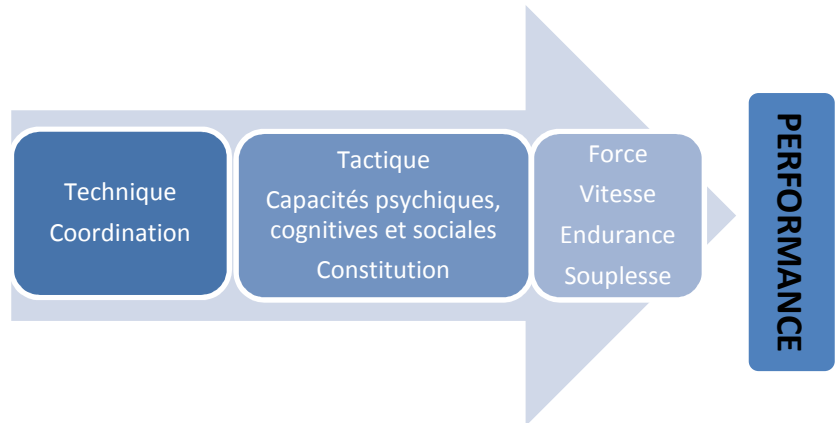 Technique
Coordination
Tactique
Capacités psychiques,
cognitives et sociales
Constitution
Force
Vitesse
Endurance
Souplesse
PERFORMANCE